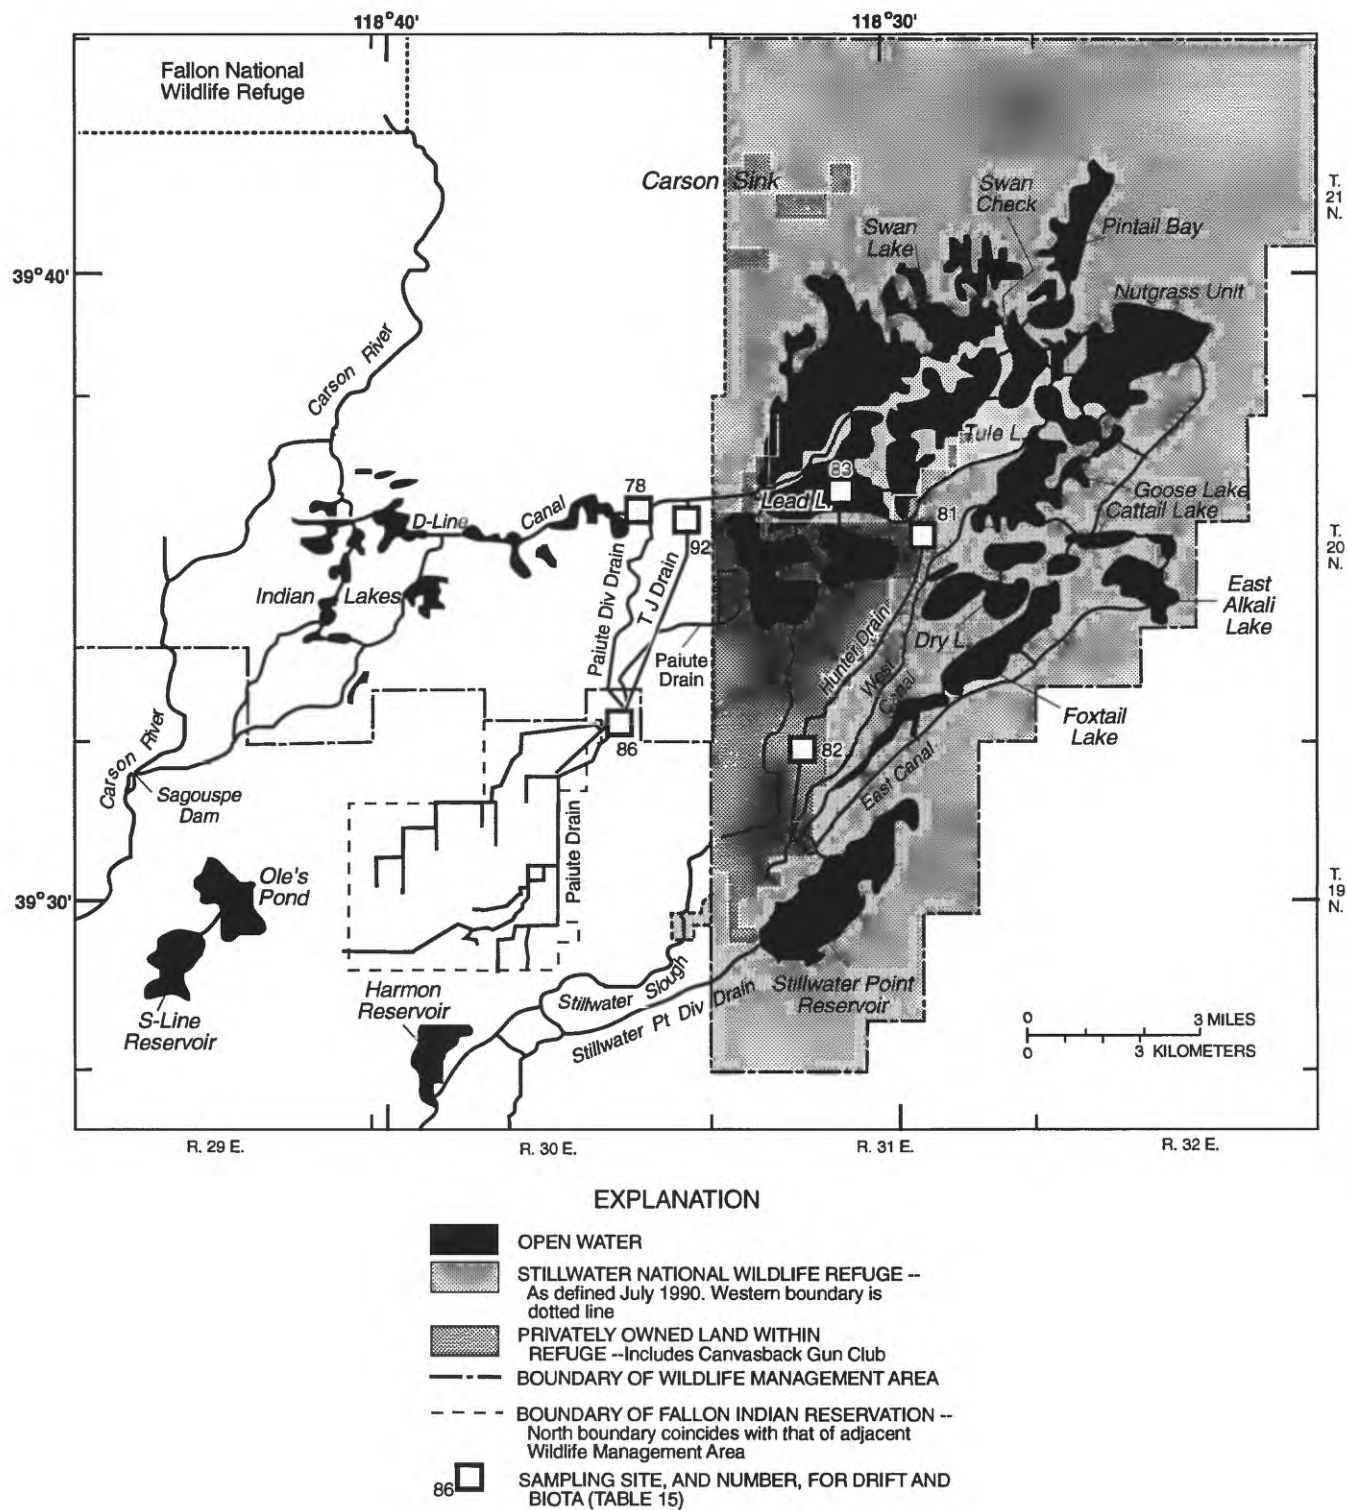 118°40'
118°30'
Fallon National
Wildlife Refuge
Carson Sink
Swan
Check
T.
21
N.
Swan
Lake
Pintail Bay
39°40'
Nutgrass Unit
Carson River
Tule L.
78
83
Goose Lake
Cattail Lake
D-Line
Canal
Lead L.
81
92
T.
20
N.
Indian Lakes
Paiute Div Drain
T J Drain
East
Alkali
Lake
Hunter Drain
Dry L.
Paiute
Drain
West
Canal
Foxtail
Lake
86
82
Carson River
East Canal
Sagouspe
Dam
Paiute Drain
Ole's
Pond
T.
19
N.
39°30'
Stillwater Point
Reservoir
Harmon
Reservoir
Stillwater Slough
Stillwater Pt Div Drain
S-Line
Reservoir
0 3 MILES
0 3 KILOMETERS
R. 29 E.
R. 30 E.
R. 31 E.
R. 32 E.
EXPLANATION
OPEN WATER
STILLWATER NATIONAL WILDLIFE REFUGE --
As defined July 1990. Western boundary is
dotted line
PRIVATELY OWNED LAND WITHIN
REFUGE --Includes Canvasback Gun Club
BOUNDARY OF WILDLIFE MANAGEMENT AREA
BOUNDARY OF FALLON INDIAN RESERVATION --
North boundary coincides with that of adjacent
Wildlife Management Area
86 SAMPLING SITE, AND NUMBER, FOR DRIFT AND
BIOTA (TABLE 15)